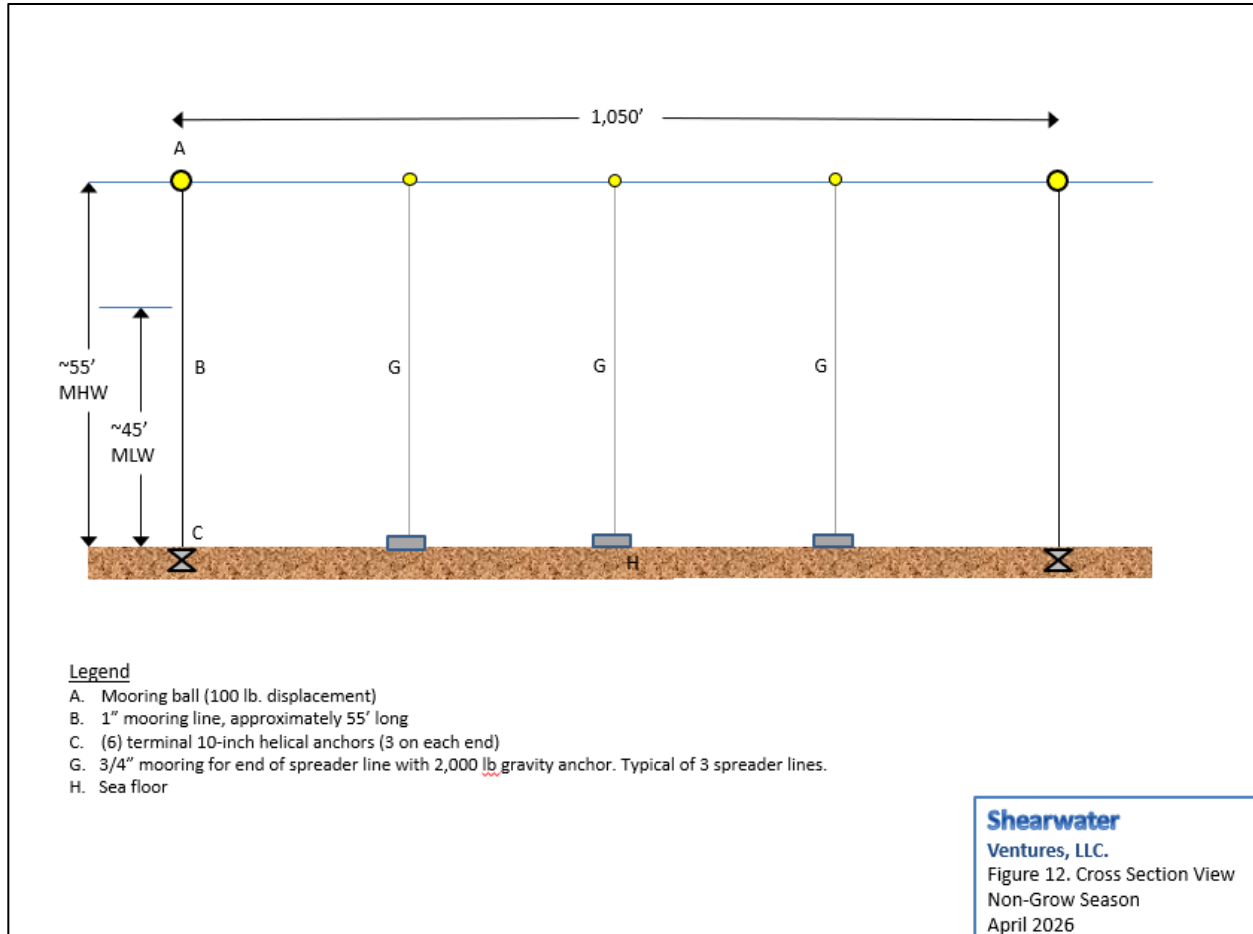 1,050’
A
~55’
MHW
B
G
G
G
~45’
MLW
C
H
Legend
A. Mooring ball (100 lb. displacement)
B. 1” mooring line, approximately 55’ long
C. (6) terminal 10-inch helical anchors (3 on each end)
G. 3/4” mooring for end of spreader line with 2,000 lb gravity anchor. Typical of 3 spreader lines.
H. Sea floor
Shearwater
Ventures, LLC.
Figure 12. Cross Section View
Non-Grow Season
April 2026